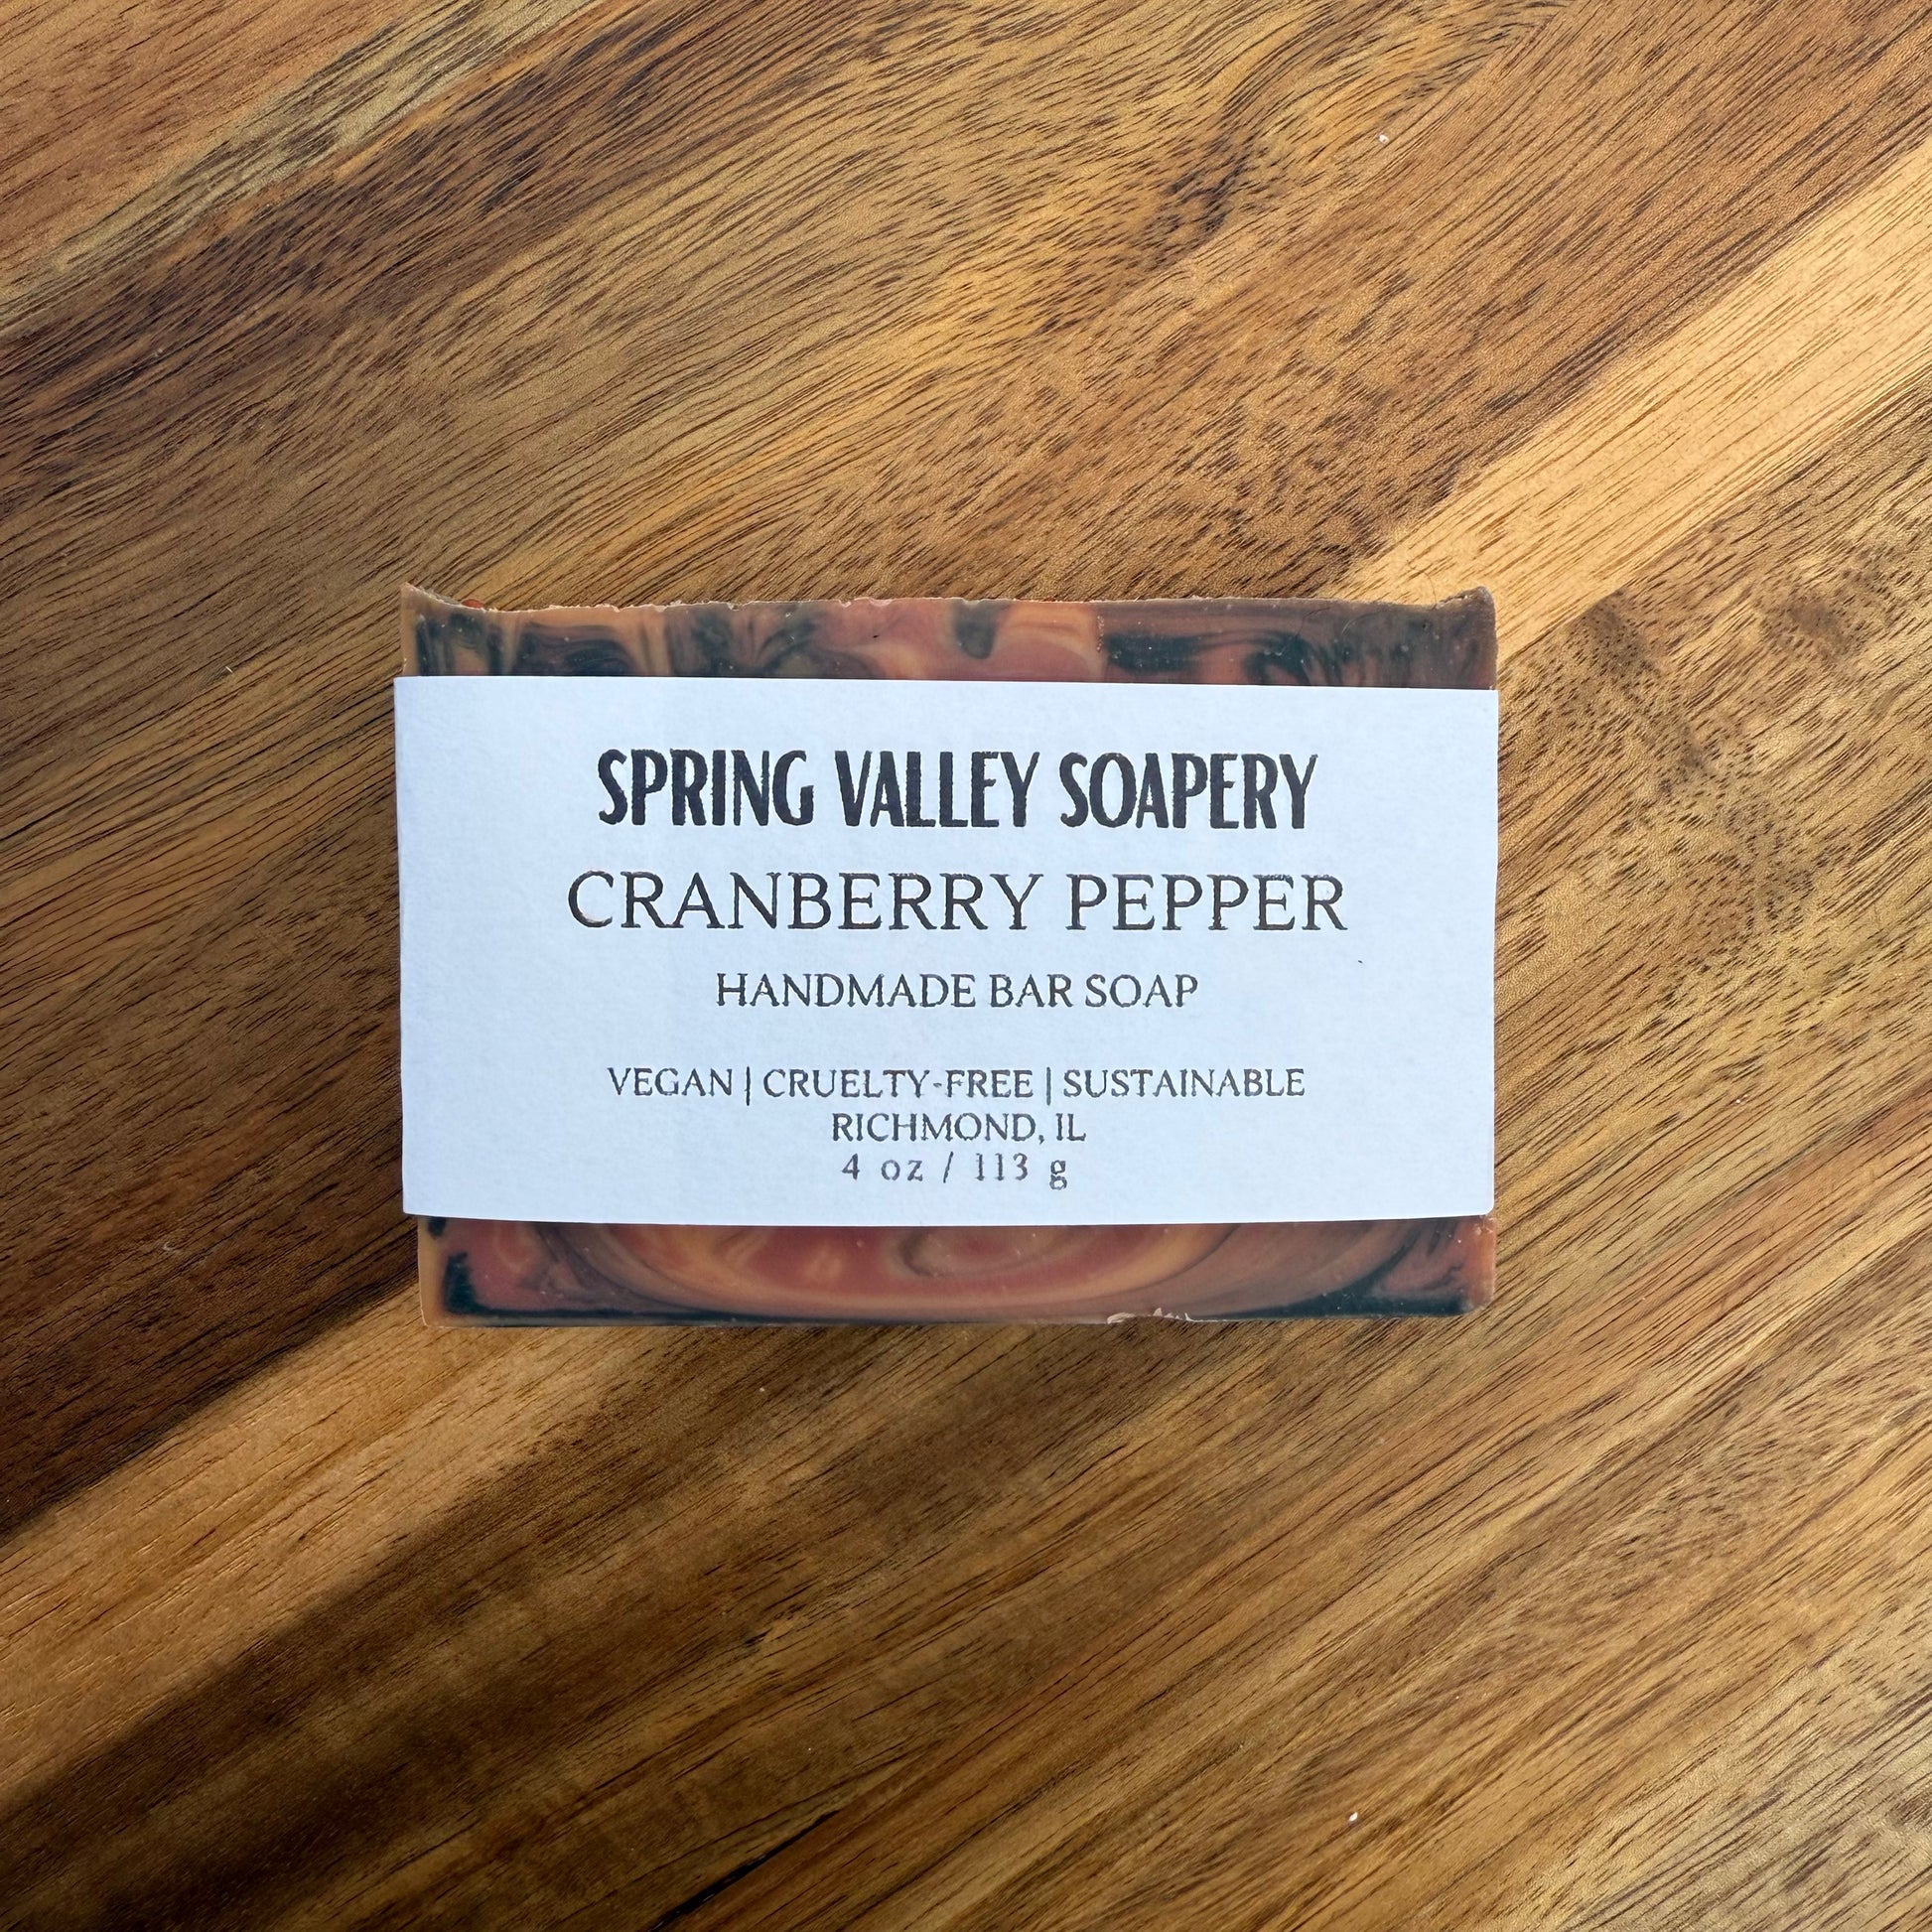 SPRING VALLEY SOAPERY
CRANBERRY PEPPER
HANDMADE BAR SOAP
VEGAN | CRUELTY-FREE | SUSTAINABLE
RICHMOND, IL
4 oz / 113 g